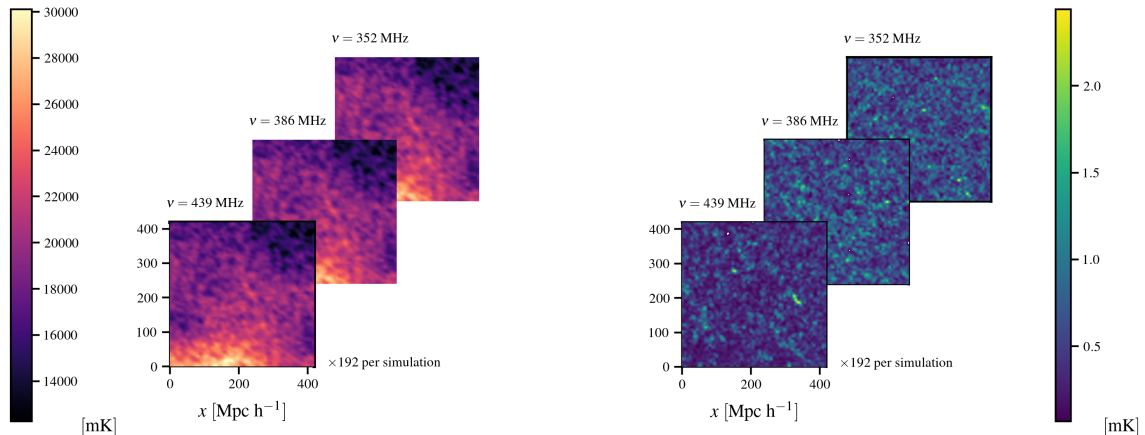 30000
28000
26000
24000
22000
20000
18000
16000
14000
[mK]
ν = 352 MHz
ν = 386 MHz
ν = 439 MHz
400
300
200
100
0
0 200 400
x [Mpc h⁻¹]
×192 per simulation
ν = 352 MHz
ν = 386 MHz
ν = 439 MHz
400
300
200
100
0
0 200 400
x [Mpc h⁻¹]
×192 per simulation
2.0
1.5
1.0
0.5
[mK]